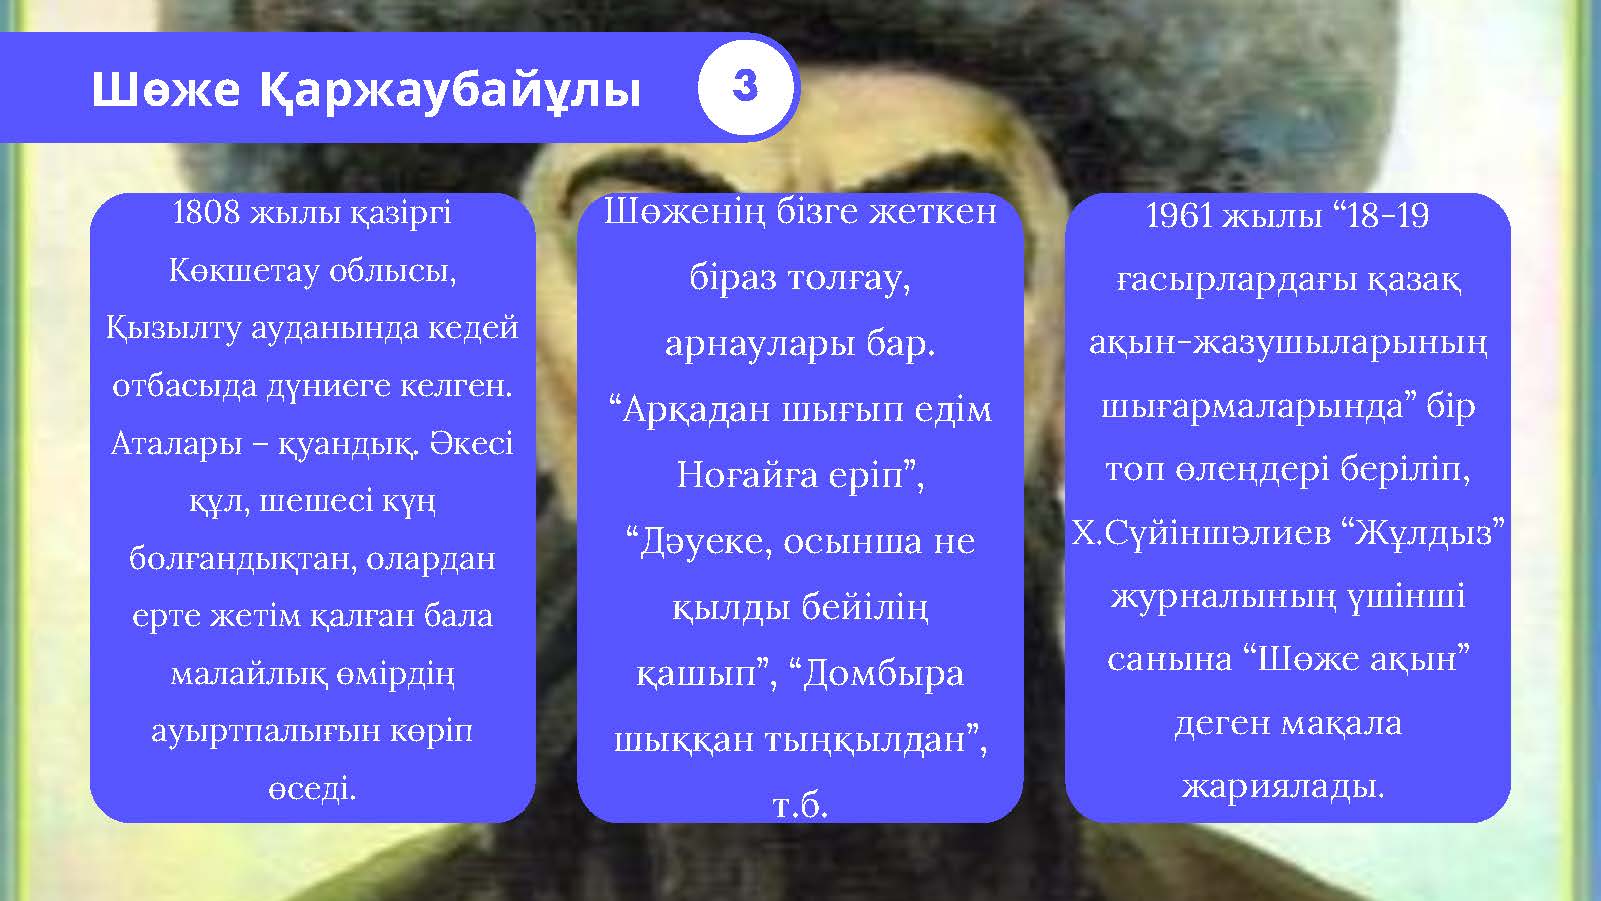 Шөже Қаржаубайұлы
3
1808 жылы қазіргі
Көкшетау облысы,
Қызылту ауданында кедей
отбасыда дүниеге келген.
Аталары – қуандық. Әкесі
құл, шешесі күң
болғандықтан, олардан
ерте жетім қалған бала
малайлық өмірдің
ауыртпалығын көріп
өседі.
Шөженің бізге жеткен
біраз толғау,
арнаулары бар.
“Арқадан шығып едім
Ноғайға еріп”,
“Дәуеке, осынша не
қылды бейілің
қашып”, “Домбыра
шыққан тыңқылдан”,
т.б.
1961 жылы “18-19
ғасырлардағы қазақ
ақын-жазушыларының
шығармаларында” бір
топ өлеңдері беріліп,
Х.Сүйіншәлиев “Жұлдыз”
журналының үшінші
санына “Шөже ақын”
деген мақала
жариялады.